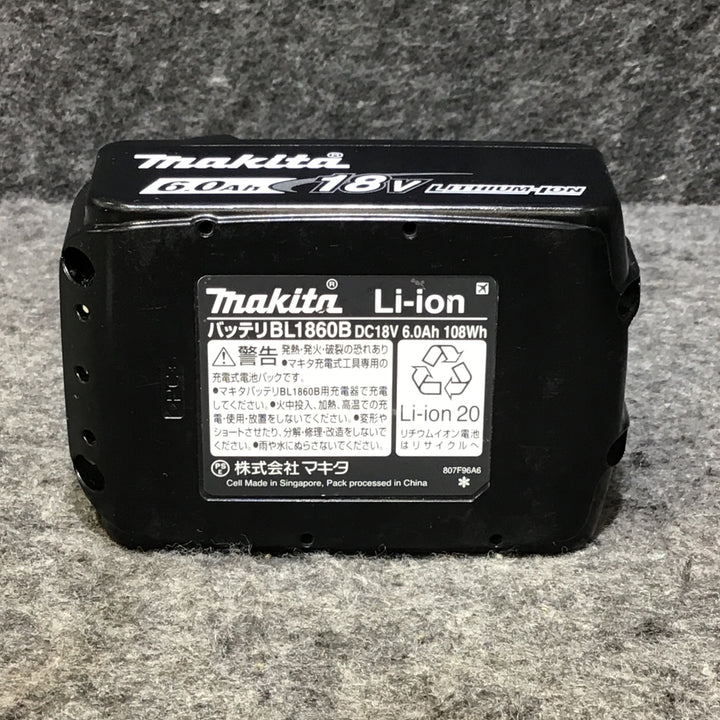 makita®
6.0Ah 18V LITHIUM-ION
makita® Li-ion
バッテリBL1860B DC18V 6.0Ah 108Wh
警告 発熱・発火・破裂の恐れあり
●マキタ充電式工具専用の
充電式電池パックです。
●マキタバッテリBL1860B用充電器で充電
してください。●火中投入、加熱、高温での充
電・使用・放置をしないでください。●変形や
ショートさせたり、分解・修理・改造をしないで
ください。●雨や水にぬらさないでください。
Li-ion 20
リチウムイオン電池
はリサイクルへ
PS E 株式会社マキタ
807F96A6
Cell Made in Singapore, Pack processed in China